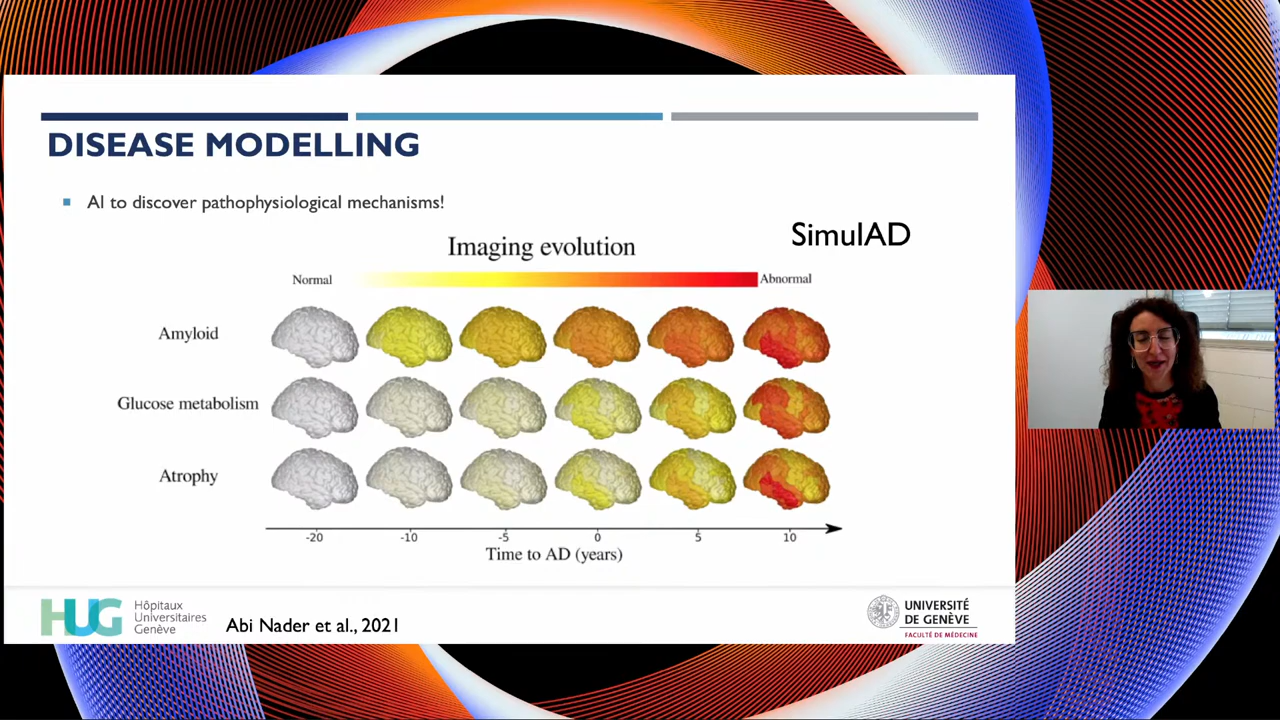 DISEASE MODELLING
AI to discover pathophysiological mechanisms!
SimulAD
Imaging evolution
Normal
Abnormal
Amyloid
Glucose metabolism
Atrophy
-20 -10 -5 0 5 10
Time to AD (years)
HUG
Hôpitaux
Universitaires
Genève
Abi Nader et al., 2021
UNIVERSITÉ
DE GENÈVE
FACULTÉ DE MÉDECINE